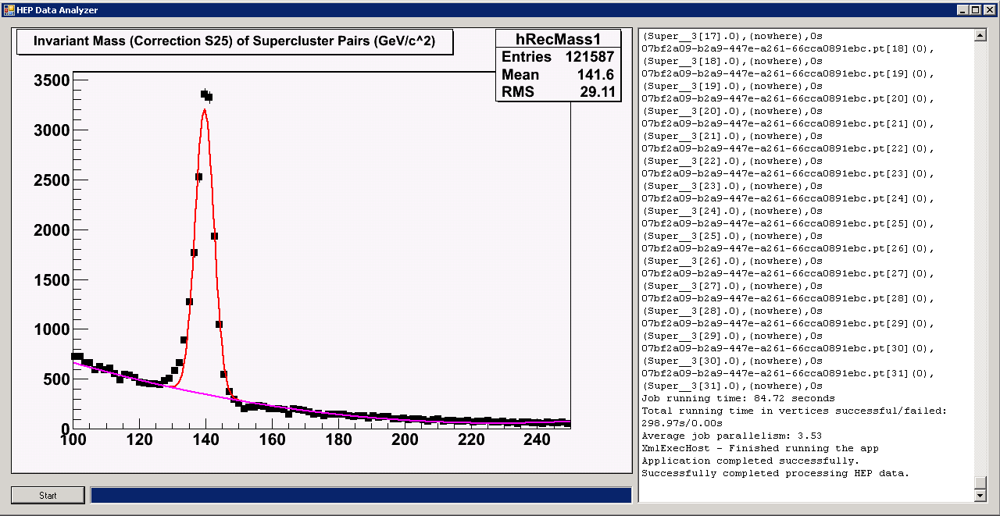 HEP Data Analyzer
Invariant Mass (Correction S25) of Supercluster Pairs (GeV/c^2)
hRecMass1
Entries 121587
Mean 141.6
RMS 29.11
3500
3000
2500
2000
1500
1000
500
0
100 120 140 160 180 200 220 240
Start
(Super__3[17].0),(nowhere),0s
07bf2a09-b2a9-447e-a261-66cca0891ebc.pt[18](0),
(Super__3[18].0),(nowhere),0s
07bf2a09-b2a9-447e-a261-66cca0891ebc.pt[19](0),
(Super__3[19].0),(nowhere),0s
07bf2a09-b2a9-447e-a261-66cca0891ebc.pt[20](0),
(Super__3[20].0),(nowhere),0s
07bf2a09-b2a9-447e-a261-66cca0891ebc.pt[21](0),
(Super__3[21].0),(nowhere),0s
07bf2a09-b2a9-447e-a261-66cca0891ebc.pt[22](0),
(Super__3[22].0),(nowhere),0s
07bf2a09-b2a9-447e-a261-66cca0891ebc.pt[23](0),
(Super__3[23].0),(nowhere),0s
07bf2a09-b2a9-447e-a261-66cca0891ebc.pt[24](0),
(Super__3[24].0),(nowhere),0s
07bf2a09-b2a9-447e-a261-66cca0891ebc.pt[25](0),
(Super__3[25].0),(nowhere),0s
07bf2a09-b2a9-447e-a261-66cca0891ebc.pt[26](0),
(Super__3[26].0),(nowhere),0s
07bf2a09-b2a9-447e-a261-66cca0891ebc.pt[27](0),
(Super__3[27].0),(nowhere),0s
07bf2a09-b2a9-447e-a261-66cca0891ebc.pt[28](0),
(Super__3[28].0),(nowhere),0s
07bf2a09-b2a9-447e-a261-66cca0891ebc.pt[29](0),
(Super__3[29].0),(nowhere),0s
07bf2a09-b2a9-447e-a261-66cca0891ebc.pt[30](0),
(Super__3[30].0),(nowhere),0s
07bf2a09-b2a9-447e-a261-66cca0891ebc.pt[31](0),
(Super__3[31].0),(nowhere),0s
Job running time: 84.72 seconds
Total running time in vertices sucessful/failed:
298.97s/0.00s
Average job parallelism: 3.53
XmlExecHost - Finished running the app
Application completed successfully.
Successfully completed processing HEP data.